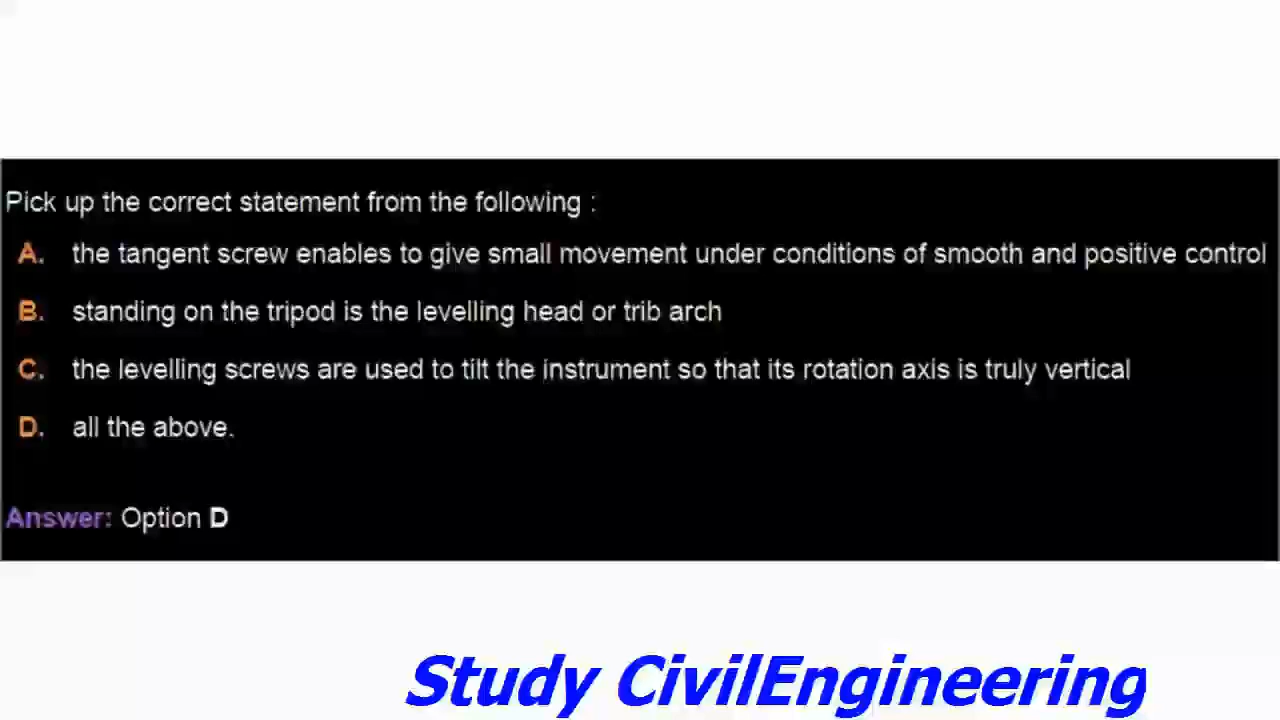 Pick up the correct statement from the following :
A. the tangent screw enables to give small movement under conditions of smooth and positive control
B. standing on the tripod is the levelling head or trib arch
C. the levelling screws are used to tilt the instrument so that its rotation axis is truly vertical
D. all the above.
Answer: Option D
Study CivilEngineering